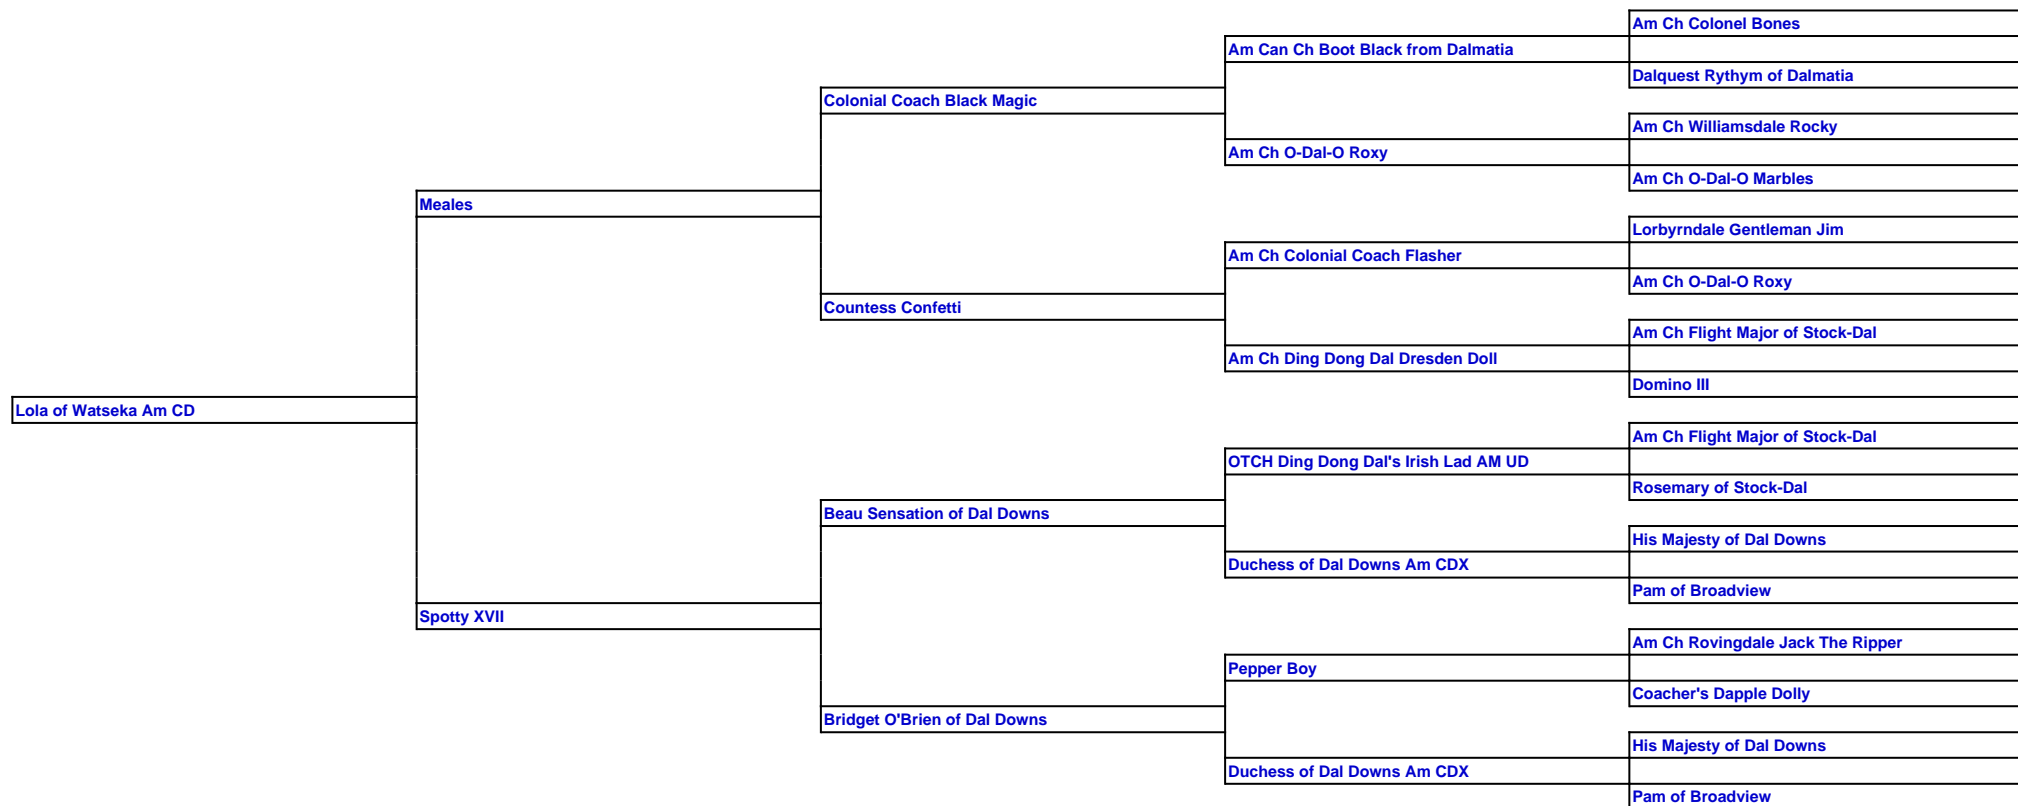 Am Ch Colonel Bones
Am Can Ch Boot Black from Dalmatia
Dalquest Rythym of Dalmatia
Colonial Coach Black Magic
Am Ch Williamsdale Rocky
Am Ch O-Dal-O Roxy
Am Ch O-Dal-O Marbles
Meales
Lorbyrndale Gentleman Jim
Am Ch Colonial Coach Flasher
Am Ch O-Dal-O Roxy
Countess Confetti
Am Ch Flight Major of Stock-Dal
Am Ch Ding Dong Dal Dresden Doll
Domino III
Lola of Watseka Am CD
Am Ch Flight Major of Stock-Dal
OTCH Ding Dong Dal's Irish Lad AM UD
Rosemary of Stock-Dal
Beau Sensation of Dal Downs
His Majesty of Dal Downs
Duchess of Dal Downs Am CDX
Pam of Broadview
Spotty XVII
Am Ch Rovingdale Jack The Ripper
Pepper Boy
Coacher's Dapple Dolly
Bridget O'Brien of Dal Downs
His Majesty of Dal Downs
Duchess of Dal Downs Am CDX
Pam of Broadview